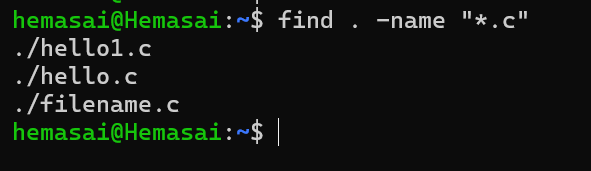 hemasai@Hemasai:~$ find . -name "*.c"
./hello1.c
./hello.c
./filename.c
hemasai@Hemasai:~$